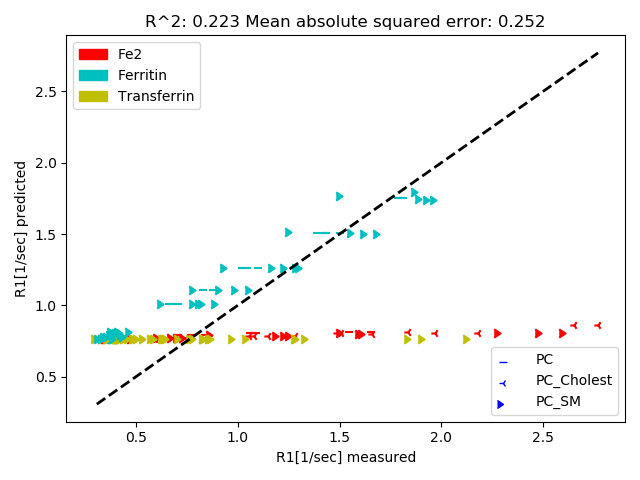 R^2: 0.223 Mean absolute squared error: 0.252
Fe2
Ferritin
Transferrin
R1[1/sec] predicted
2.5
2.0
1.5
1.0
0.5
PC
PC_Cholest
PC_SM
0.5 1.0 1.5 2.0 2.5
R1[1/sec] measured